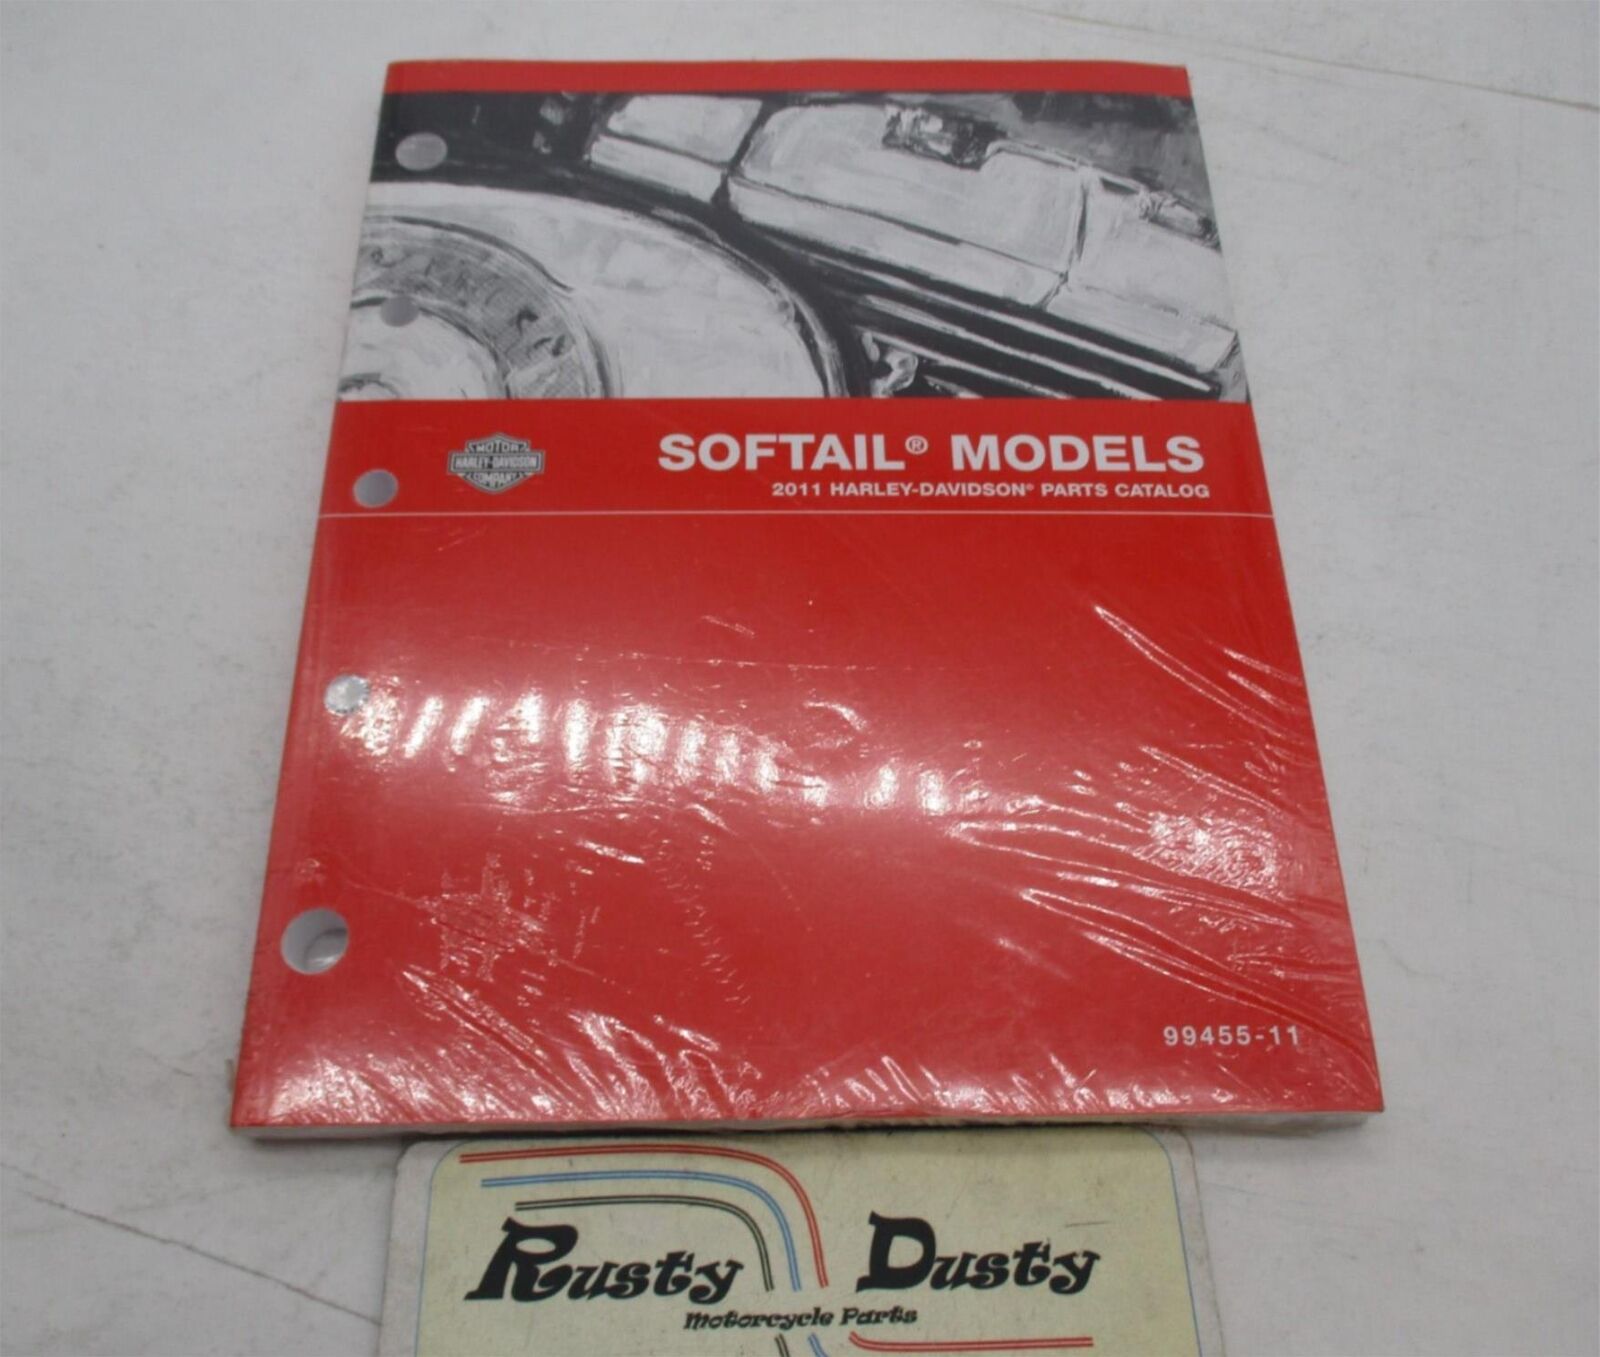 SOFTAIL® MODELS
2011 HARLEY-DAVIDSON® PARTS CATALOG
MOTOR
HARLEY-DAVIDSON
COMPANY
99455-11
Rusty Dusty
Motorcycle Parts